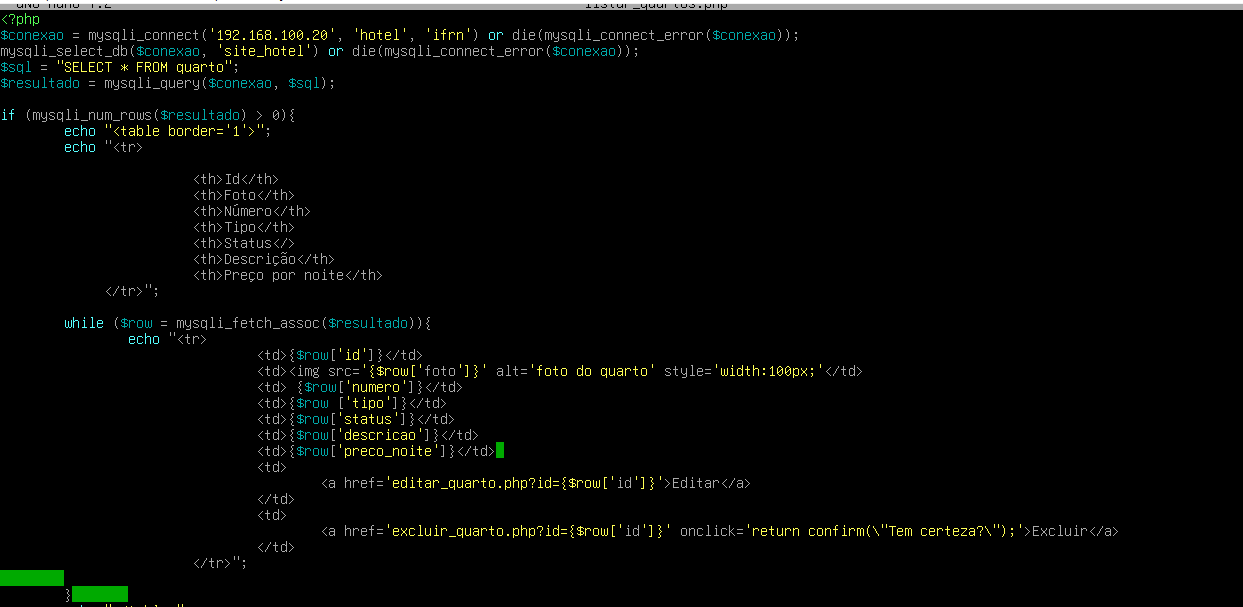 listar_quartos.php
<?php
$conexao = mysqli_connect('192.168.100.20', 'hotel', 'ifrn') or die(mysqli_connect_error($conexao));
mysqli_select_db($conexao, 'site_hotel') or die(mysqli_connect_error($conexao));
$sql = "SELECT * FROM quarto";
$resultado = mysqli_query($conexao, $sql);
if (mysqli_num_rows($resultado) > 0){
echo "<table border='1'>";
echo "<tr>
<th>Id</th>
<th>Foto</th>
<th>Número</th>
<th>Tipo</th>
<th>Status</>
<th>Descrição</th>
<th>Preço por noite</th>
</tr>";
while ($row = mysqli_fetch_assoc($resultado)){
echo "<tr>
<td>{$row['id']}</td>
<td><img src='{$row['foto']}' alt='foto do quarto' style='width:100px;'</td>
<td> {$row['numero']}</td>
<td>{$row ['tipo']}</td>
<td>{$row['status']}</td>
<td>{$row['descricao']}</td>
<td>{$row['preco_noite']}</td>
<td>
<a href='editar_quarto.php?id={$row['id']}'>Editar</a>
</td>
<td>
<a href='excluir_quarto.php?id={$row['id']}' onclick='return confirm(\"Tem certeza?\");'>Excluir</a>
</td>
</tr>";
}